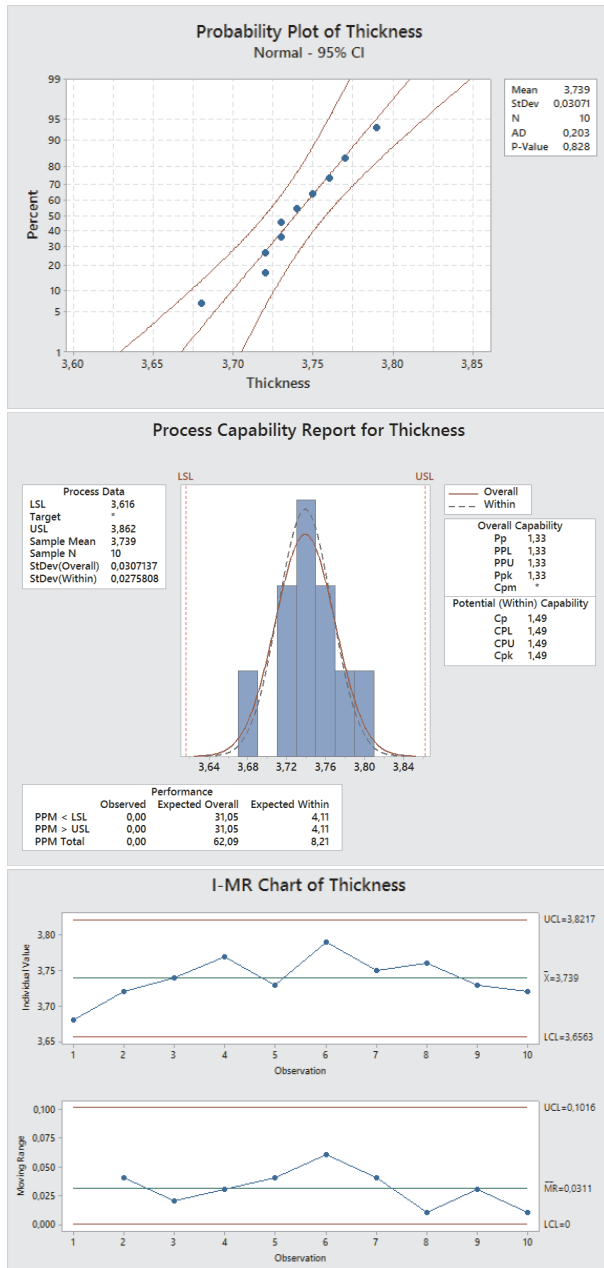 Probability Plot of Thickness
Normal - 95% CI
99
95
90
80
70
60
50
40
30
20
10
5
1
Percent
3,60 3,65 3,70 3,75 3,80 3,85
Thickness
Mean 3,739
StDev 0,03071
N 10
AD 0,203
P-Value 0,828
Process Capability Report for Thickness
LSL USL
Process Data
LSL 3,616
Target *
USL 3,862
Sample Mean 3,739
Sample N 10
StDev(Overall) 0,0307137
StDev(Within) 0,0275808
Overall
Within
Overall Capability
Pp 1,33
PPL 1,33
PPU 1,33
Ppk 1,33
Cpm *
Potential (Within) Capability
Cp 1,49
CPL 1,49
CPU 1,49
Cpk 1,49
3,64 3,68 3,72 3,76 3,80 3,84
Performance
Observed Expected Overall Expected Within
PPM < LSL 0,00 31,05 4,11
PPM > USL 0,00 31,05 4,11
PPM Total 0,00 62,09 8,21
I-MR Chart of Thickness
Individual Value
3,80
3,75
3,70
3,65
UCL=3,8217
X̄=3,739
LCL=3,6563
1 2 3 4 5 6 7 8 9 10
Observation
Moving Range
0,100
0,075
0,050
0,025
0,000
UCL=0,1016
M̅R̅=0,0311
LCL=0
1 2 3 4 5 6 7 8 9 10
Observation